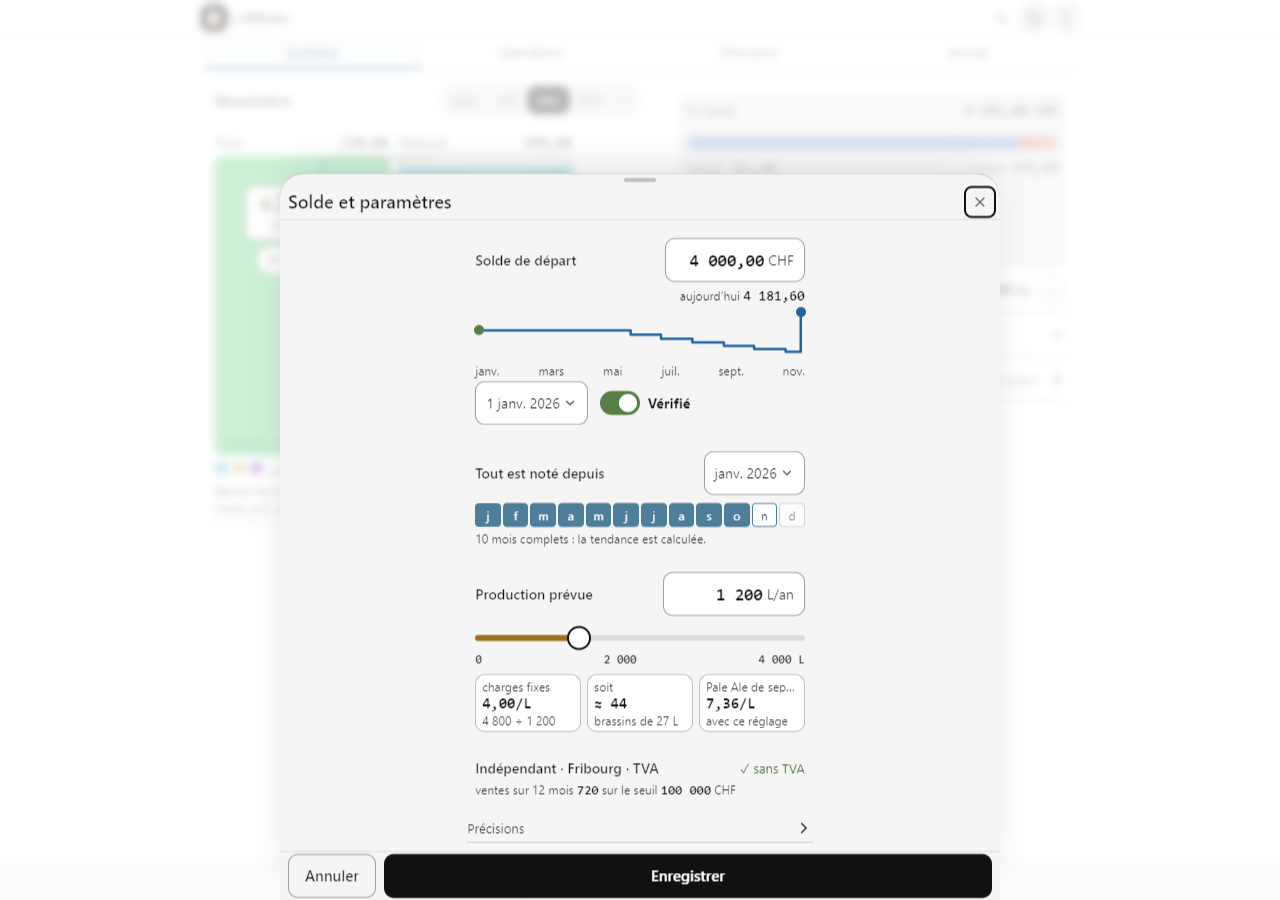 Solde et paramètres
Solde de départ
4 000,00 CHF
aujourd'hui 4 181,60
janv. mars mai juil. sept. nov.
1 janv. 2026
Vérifié
Tout est noté depuis
janv. 2026
j f m a m j j a s o n d
10 mois complets : la tendance est calculée.
Production prévue
1 200 L/an
0 2 000 4 000 L
charges fixes
4,00/L
4 800 ÷ 1 200
soit
≈ 44
brassins de 27 L
Pale Ale de sep...
7,36/L
avec ce réglage
Indépendant · Fribourg · TVA
✓ sans TVA
ventes sur 12 mois 720 sur le seuil 100 000 CHF
Précisions
Annuler
Enregistrer